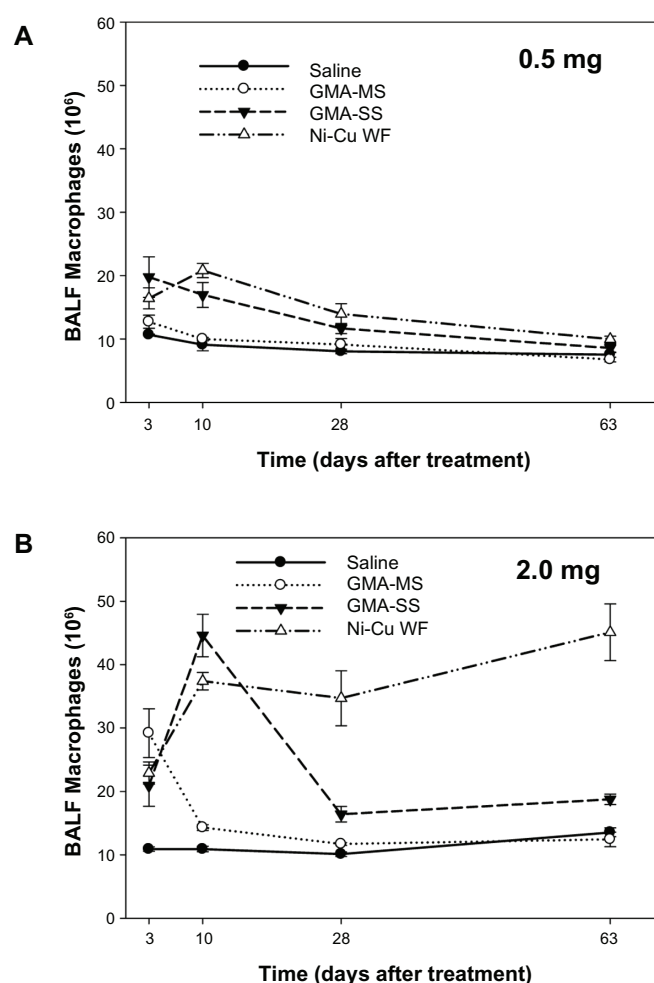 A
0.5 mg
Saline
GMA-MS
GMA-SS
Ni-Cu WF
BALF Macrophages (10⁶)
60
50
40
30
20
10
0
3 10 28 63
Time (days after treatment)
B
2.0 mg
Saline
GMA-MS
GMA-SS
Ni-Cu WF
BALF Macrophages (10⁶)
60
50
40
30
20
10
0
3 10 28 63
Time (days after treatment)